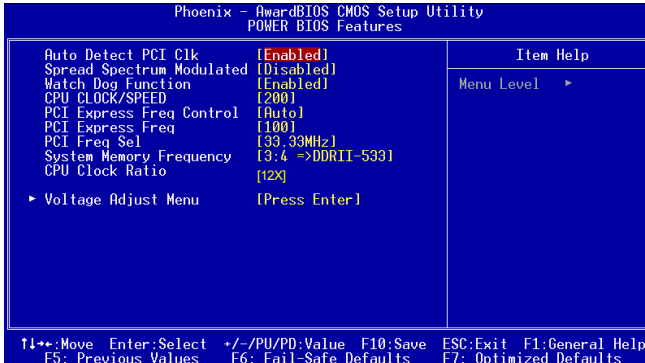 Phoenix - AwardBIOS CMOS Setup Utility
POWER BIOS Features
Auto Detect PCI Clk [Enabled]
Spread Spectrum Modulated [Disabled]
Watch Dog Function [Enabled]
CPU CLOCK/SPEED [200]
PCI Express Freq Control [Auto]
PCI Express Freq [100]
PCI Freq Sel [33.33MHz]
System Memory Frequency [3:4 =>DDRII-533]
CPU Clock Ratio [12X]
► Voltage Adjust Menu [Press Enter]
Item Help
Menu Level ►
↑↓→←:Move Enter:Select +/-/PU/PD:Value F10:Save ESC:Exit F1:General Help
F5: Previous Values F6: Fail-Safe Defaults F7: Optimized Defaults